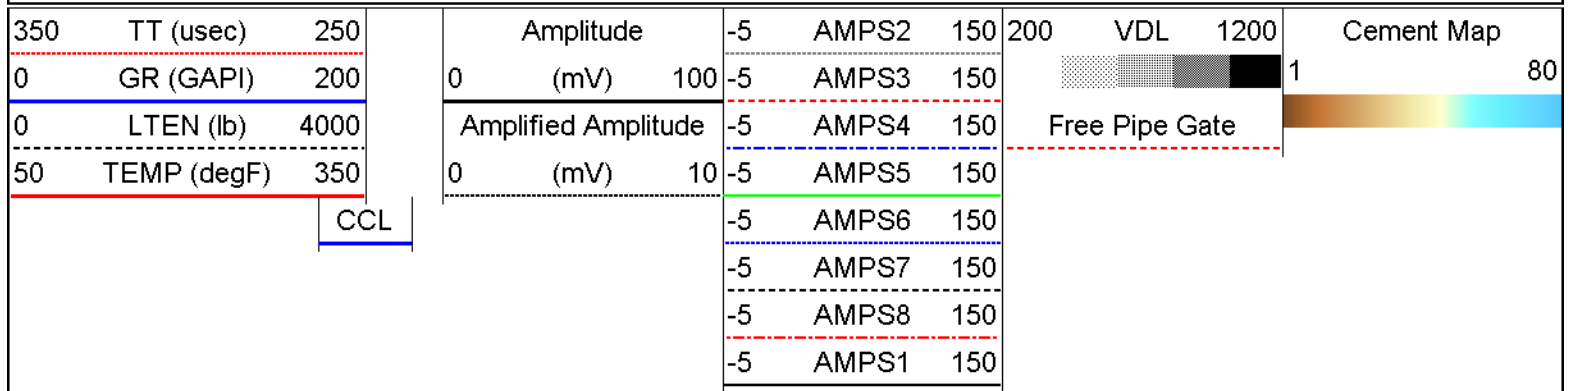 350 TT (usec) 250
0 GR (GAPI) 200
0 LTEN (lb) 4000
50 TEMP (degF) 350
CCL
Amplitude
0 (mV) 100
Amplified Amplitude
0 (mV) 10
-5 AMPS2 150
-5 AMPS3 150
-5 AMPS4 150
-5 AMPS5 150
-5 AMPS6 150
-5 AMPS7 150
-5 AMPS8 150
-5 AMPS1 150
200 VDL 1200
Free Pipe Gate
Cement Map
1 80